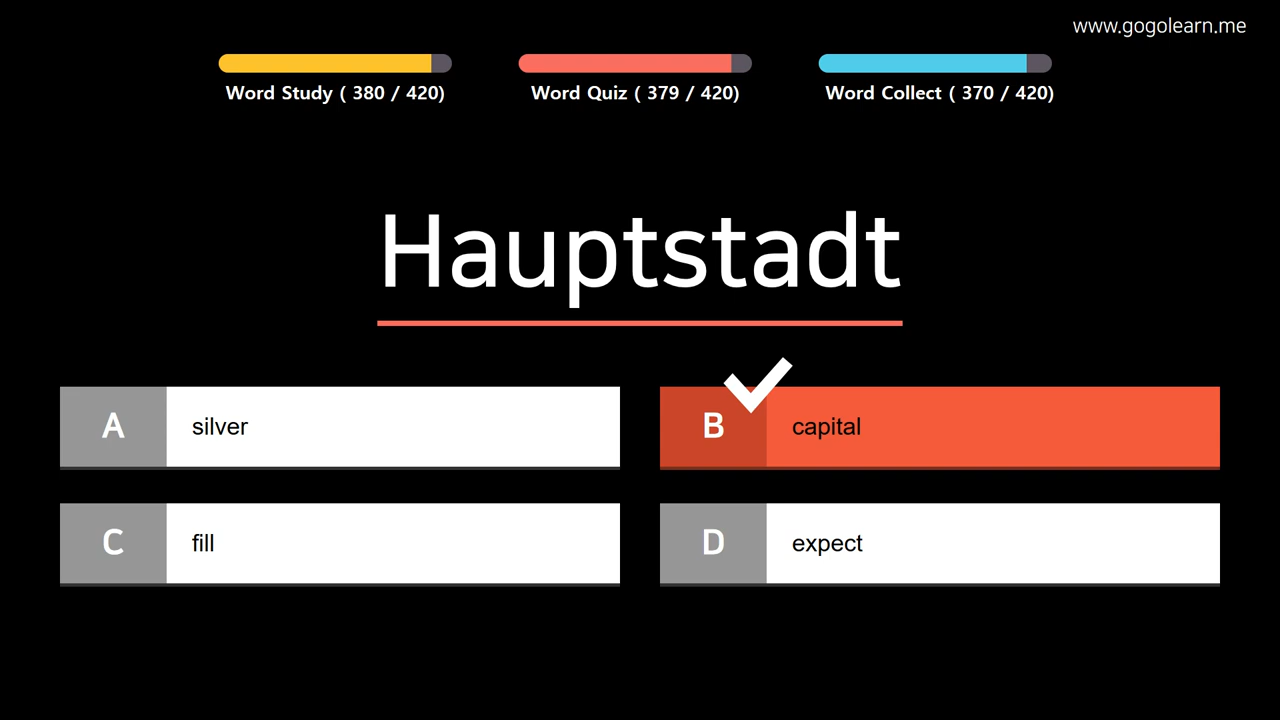 www.gogolearn.me
Word Study ( 380 / 420)
Word Quiz ( 379 / 420)
Word Collect ( 370 / 420)
Hauptstadt
A silver
B capital
C fill
D expect